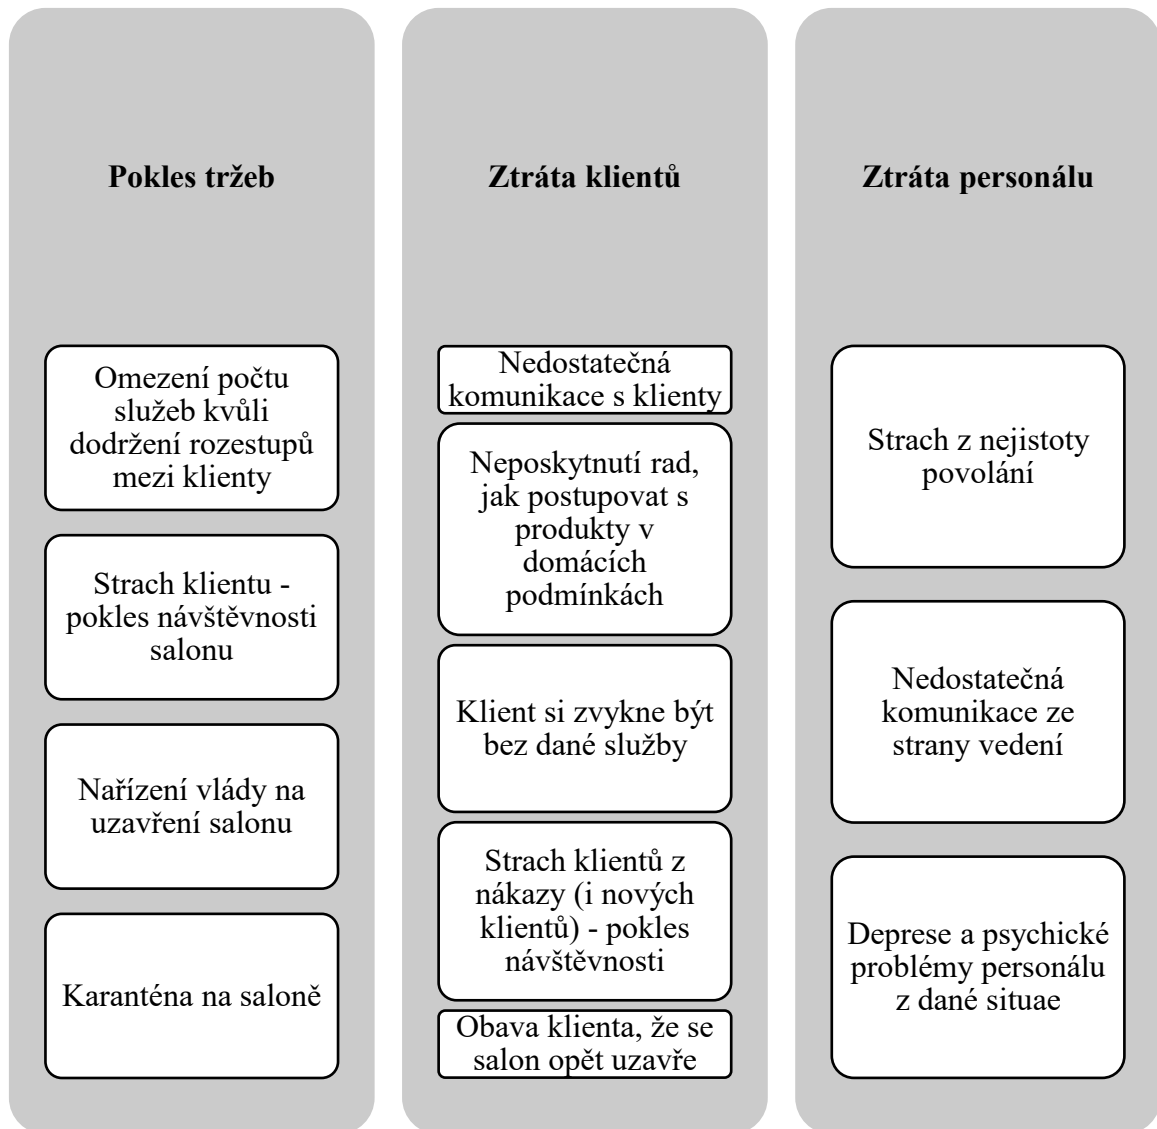 Pokles tržeb
Omezení počtu
služeb kvůli
dodržení rozestupů
mezi klienty
Strach klientu -
pokles návštěvnosti
salonu
Nařízení vlády na
uzavření salonu
Karanténa na saloně
Ztráta klientů
Nedostatečná
komunikace s klienty
Neposkytnutí rad,
jak postupovat s
produkty v
domácích
podmínkách
Klient si zvykne být
bez dané služby
Strach klientů z
nákazy (i nových
klientů) - pokles
návštěvnosti
Obava klienta, že se
salon opět uzavře
Ztráta personálu
Strach z nejistoty
povolání
Nedostatečná
komunikace ze
strany vedení
Deprese a psychické
problémy personálu
z dané situae